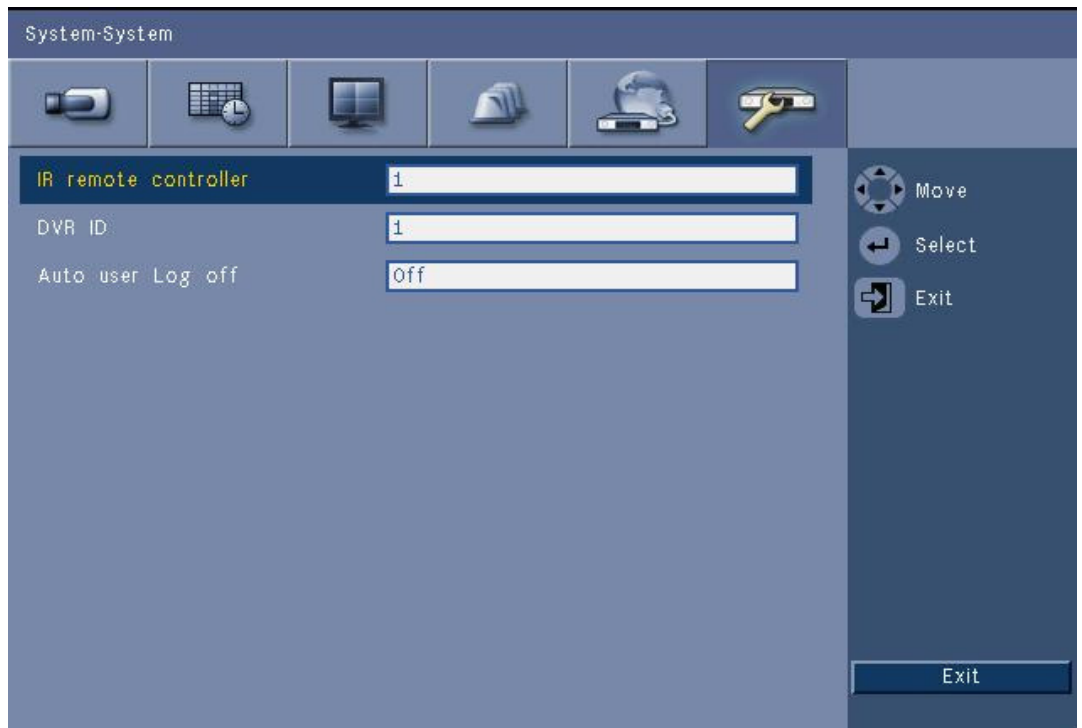 System-System
IR remote controller 1
DVR ID 1
Auto user Log off Off
Move
Select
Exit
Exit